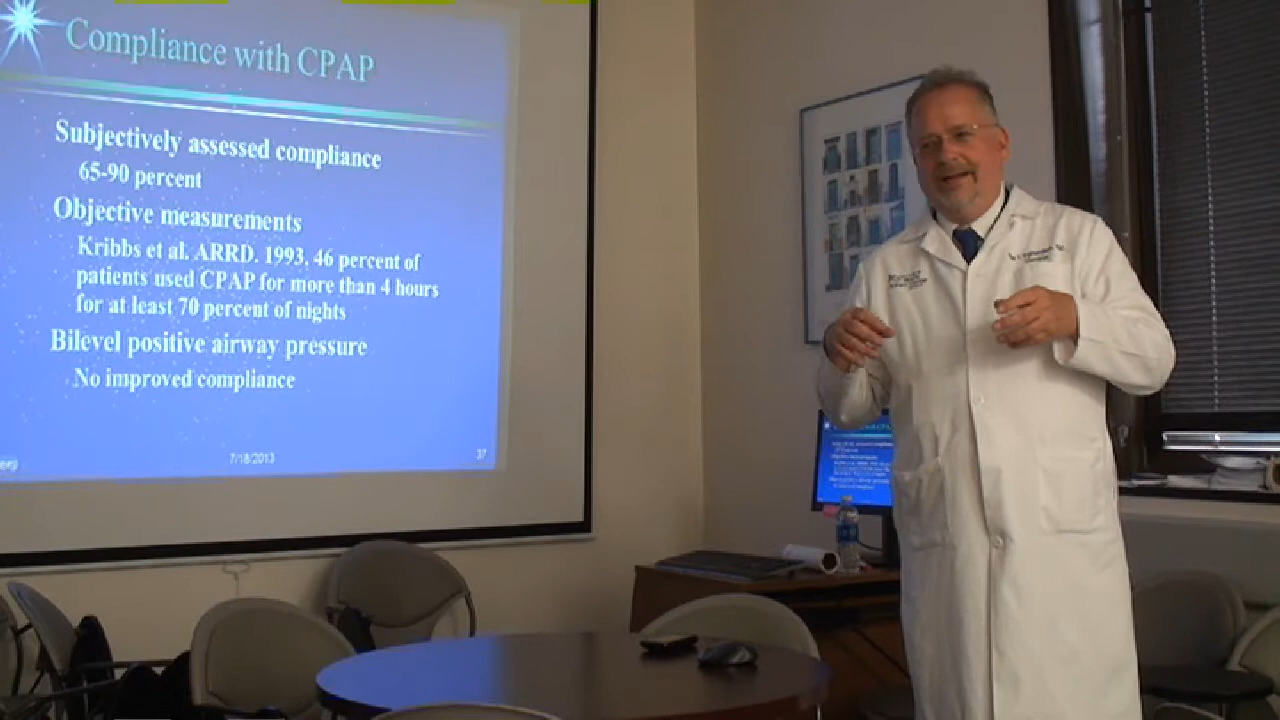 Compliance with CPAP
Subjectively assessed compliance
65-90 percent
Objective measurements
Kribbs et al. ARRD. 1993, 46 percent of
patients used CPAP for more than 4 hours
for at least 70 percent of nights
Bilevel positive airway pressure
No improved compliance
7/18/2013
37